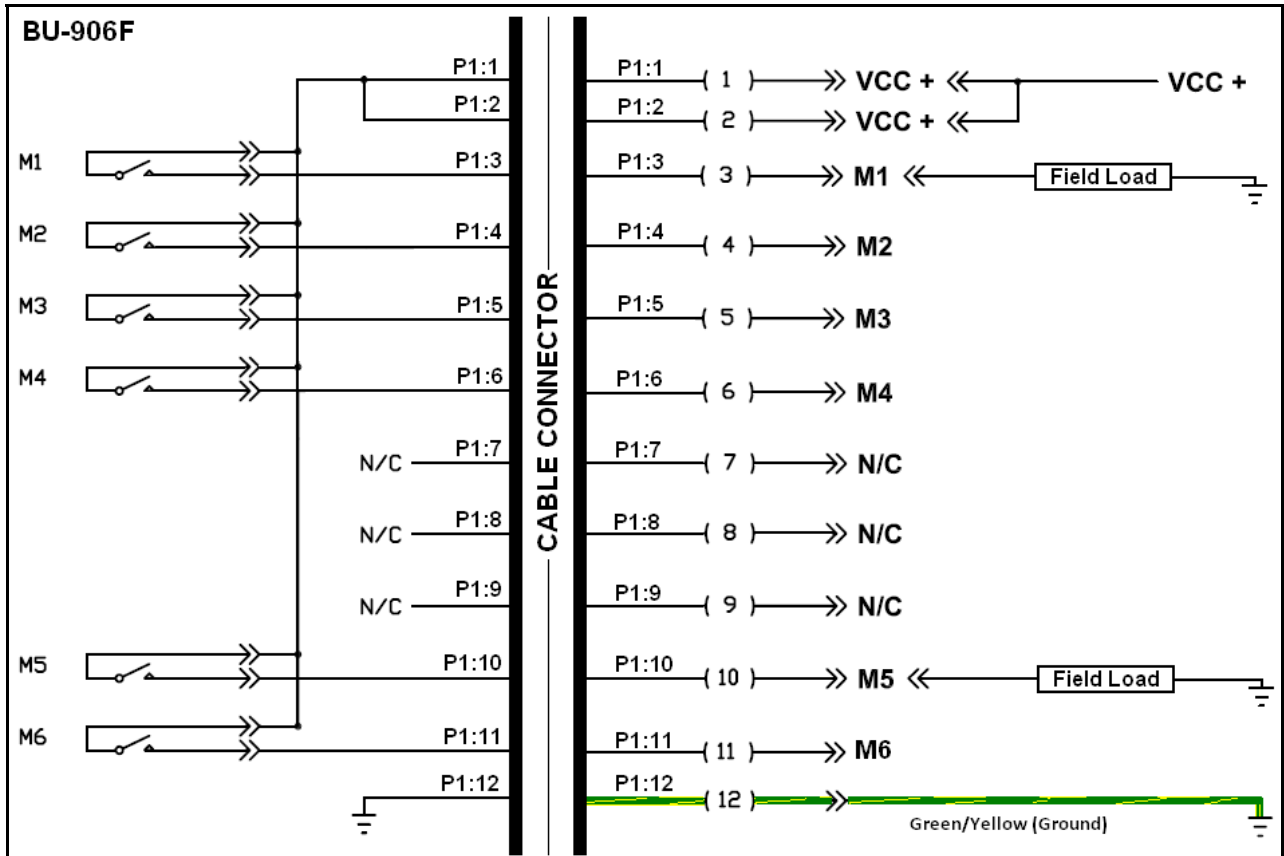 BU-906F
P1:1 P1:1 ( 1 ) VCC + VCC +
P1:2 P1:2 ( 2 ) VCC +
M1 P1:3 P1:3 ( 3 ) M1 Field Load
M2 P1:4 P1:4 ( 4 ) M2
M3 P1:5 P1:5 ( 5 ) M3
M4 P1:6 P1:6 ( 6 ) M4
N/C P1:7 P1:7 ( 7 ) N/C
N/C P1:8 P1:8 ( 8 ) N/C
N/C P1:9 P1:9 ( 9 ) N/C
M5 P1:10 P1:10 ( 10 ) M5 Field Load
M6 P1:11 P1:11 ( 11 ) M6
P1:12 P1:12 ( 12 )
Green/Yellow (Ground)
CABLE CONNECTOR